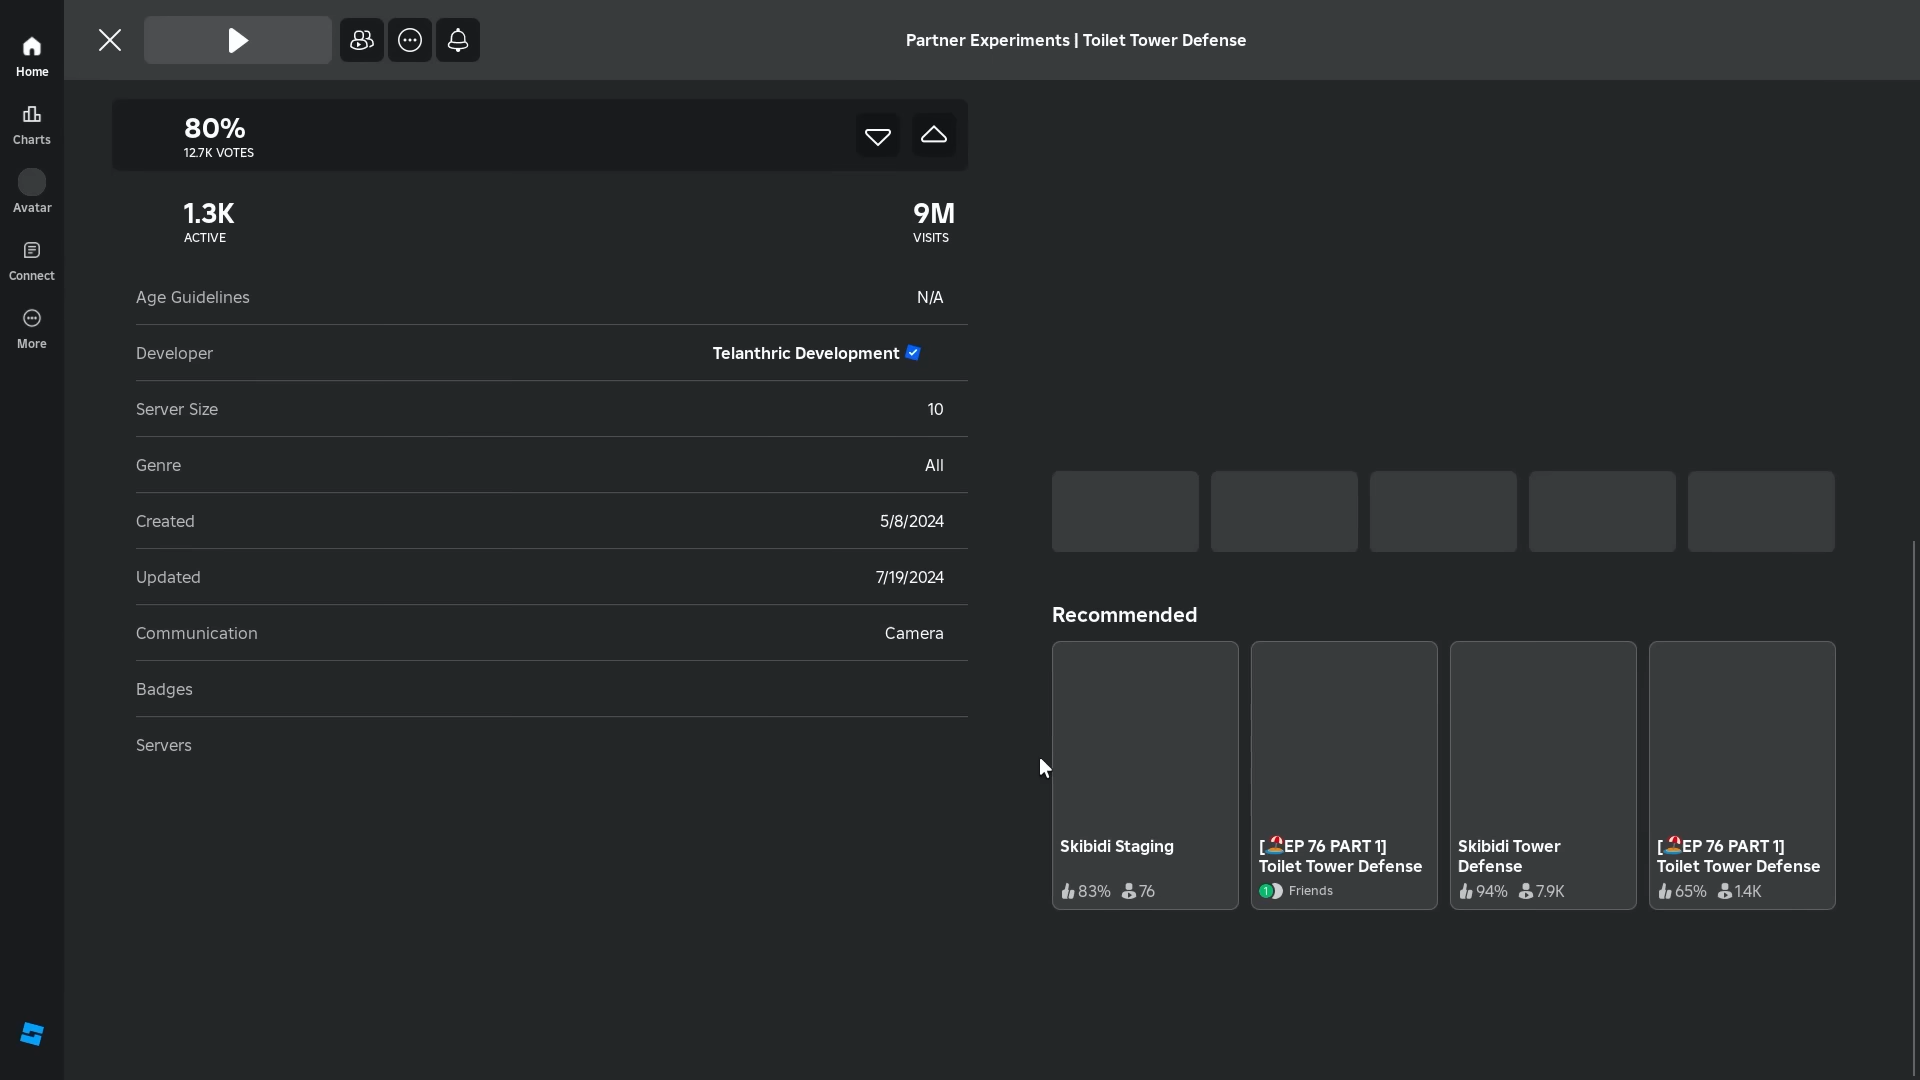 Partner Experiments | Toilet Tower Defense
Home
Charts
Avatar
Connect
More
80%
12.7K VOTES
1.3K
ACTIVE
9M
VISITS
Age Guidelines
N/A
Developer
Telanthric Development
Server Size
10
Genre
All
Created
5/8/2024
Updated
7/19/2024
Communication
Camera
Badges
Servers
Recommended
Skibidi Staging
83% 76
[🏖️EP 76 PART 1]
Toilet Tower Defense
1 Friends
Skibidi Tower
Defense
94% 7.9K
[🏖️EP 76 PART 1]
Toilet Tower Defense
65% 1.4K